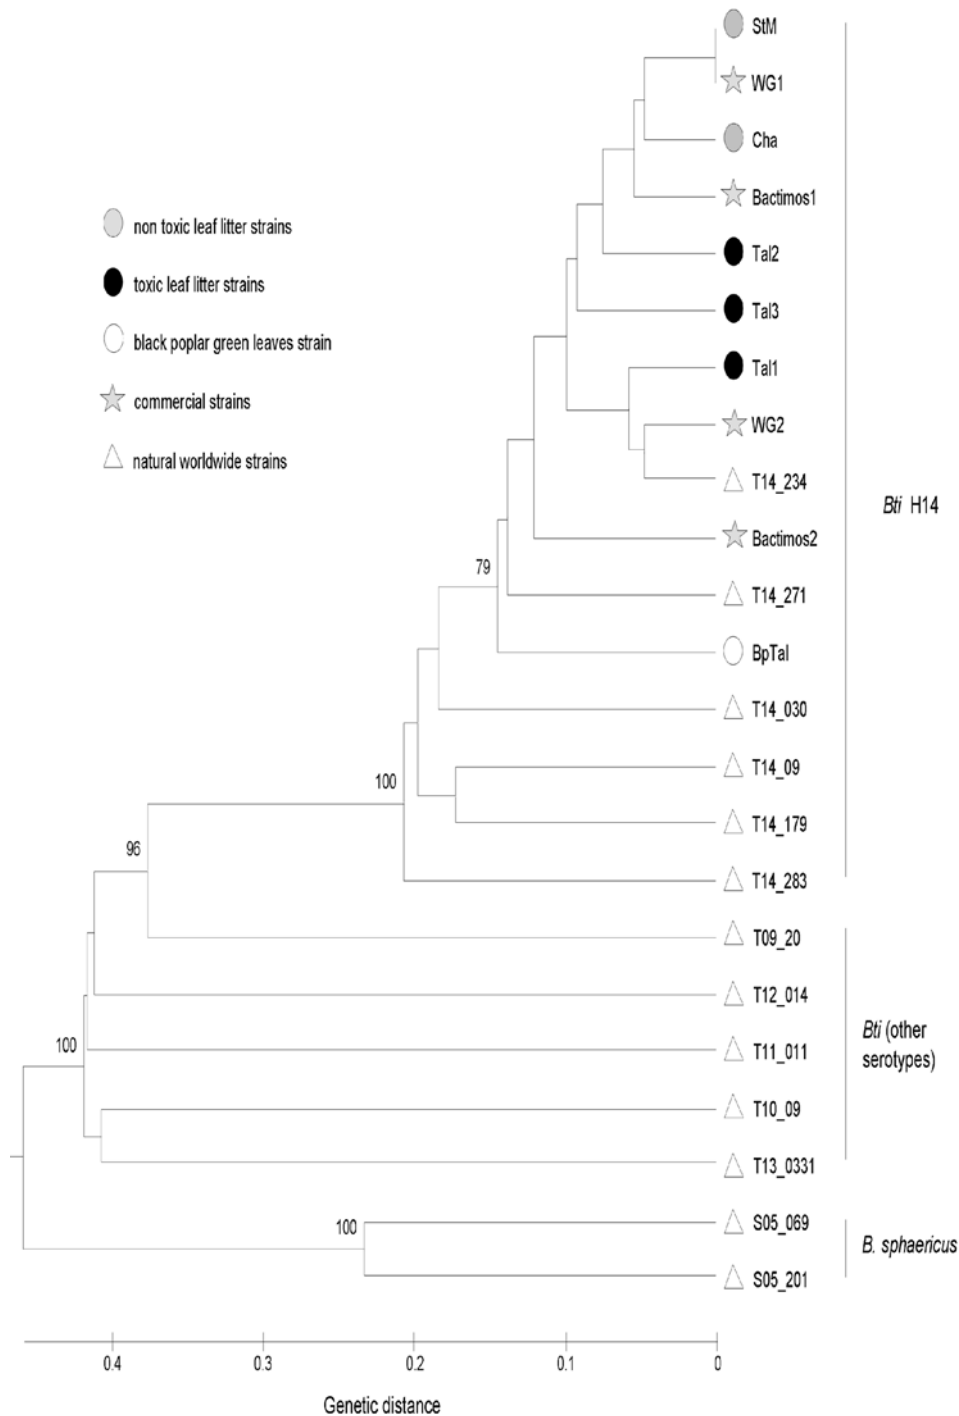 StM
WG1
Cha
Bactimos1
non toxic leaf litter strains
Tal2
toxic leaf litter strains
Tal3
black poplar green leaves strain
Tal1
commercial strains
WG2
natural worldwide strains
T14_234
Bti H14
Bactimos2
79
T14_271
BpTal
T14_030
T14_09
100
T14_179
96
T14_283
T09_20
T12_014
Bti (other
serotypes)
100
T11_011
T10_09
T13_0331
100
S05_069
B. sphaericus
S05_201
0.4 0.3 0.2 0.1 0
Genetic distance